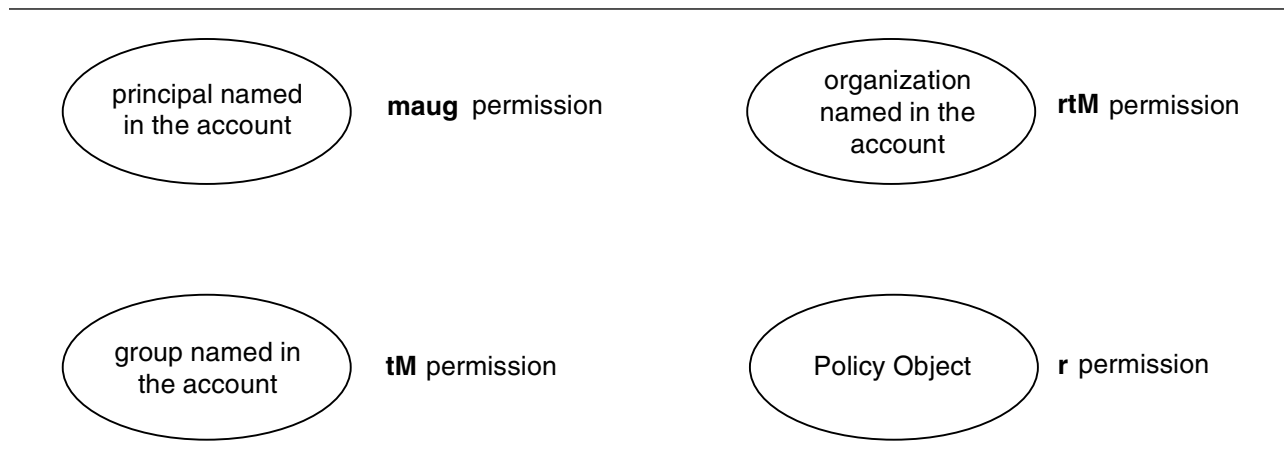 principal named
in the account
maug permission
organization
named in the
account
rtM permission
group named in
the account
tM permission
Policy Object
r permission